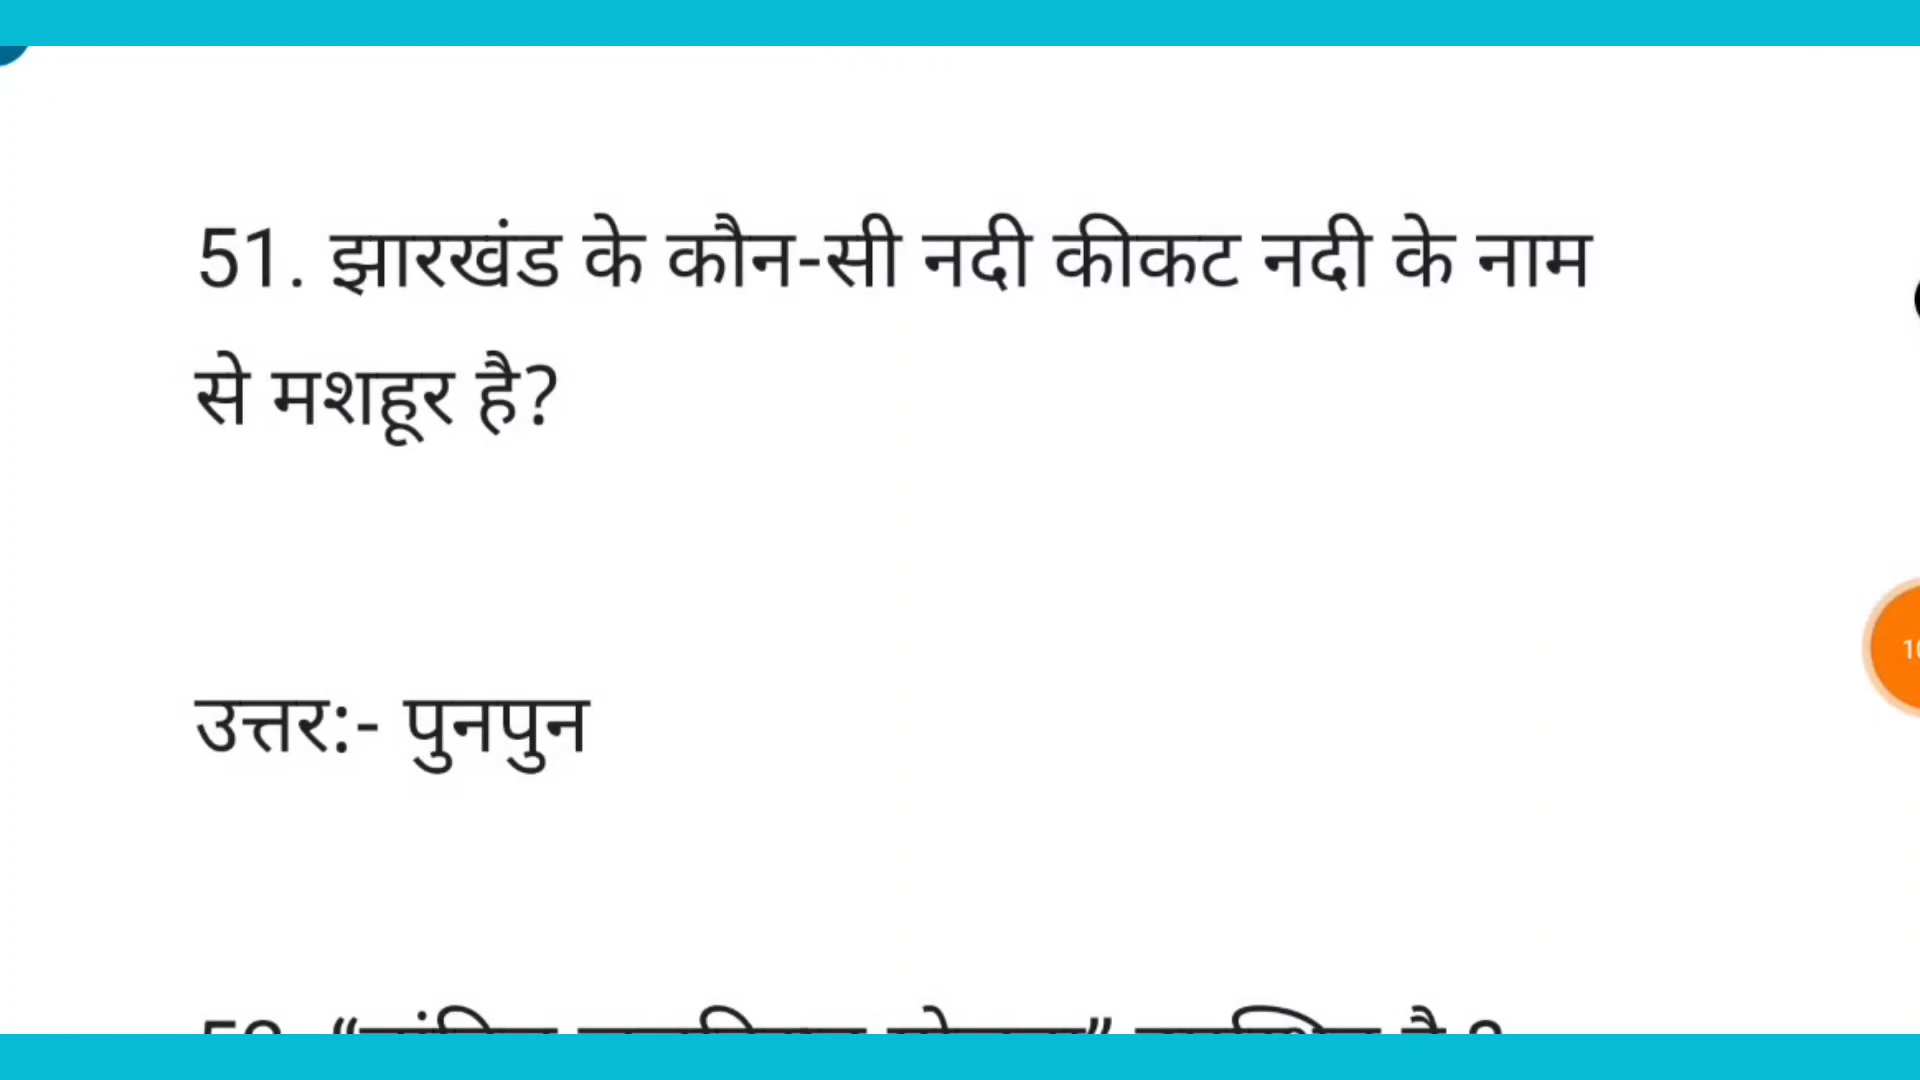 51. झारखंड के कौन-सी नदी कीकट नदी के नाम
से मशहूर है?
उत्तर:- पुनपुन